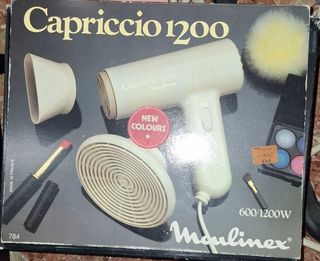 Capriccio 1200
NEW
COLOURS
MADE IN FRANCE
600/1200W
784
Moulinex